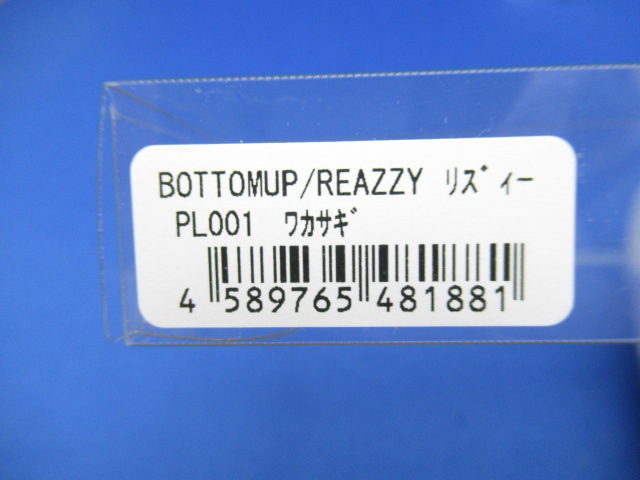 BOTTOMUP/REAZZY ﾘｽﾞｨｰ
PL001 ﾜｶｻｷﾞ
4 589765 481881